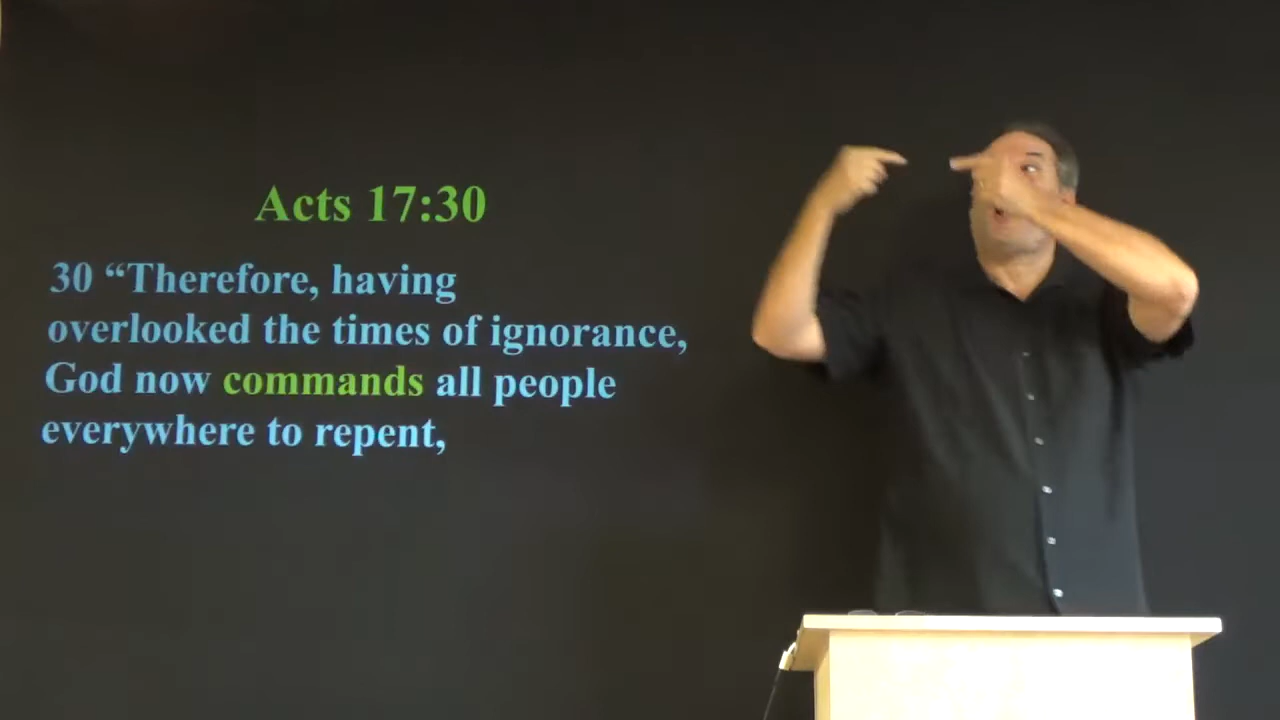 Acts 17:30
30 “Therefore, having
overlooked the times of ignorance,
God now commands all people
everywhere to repent,